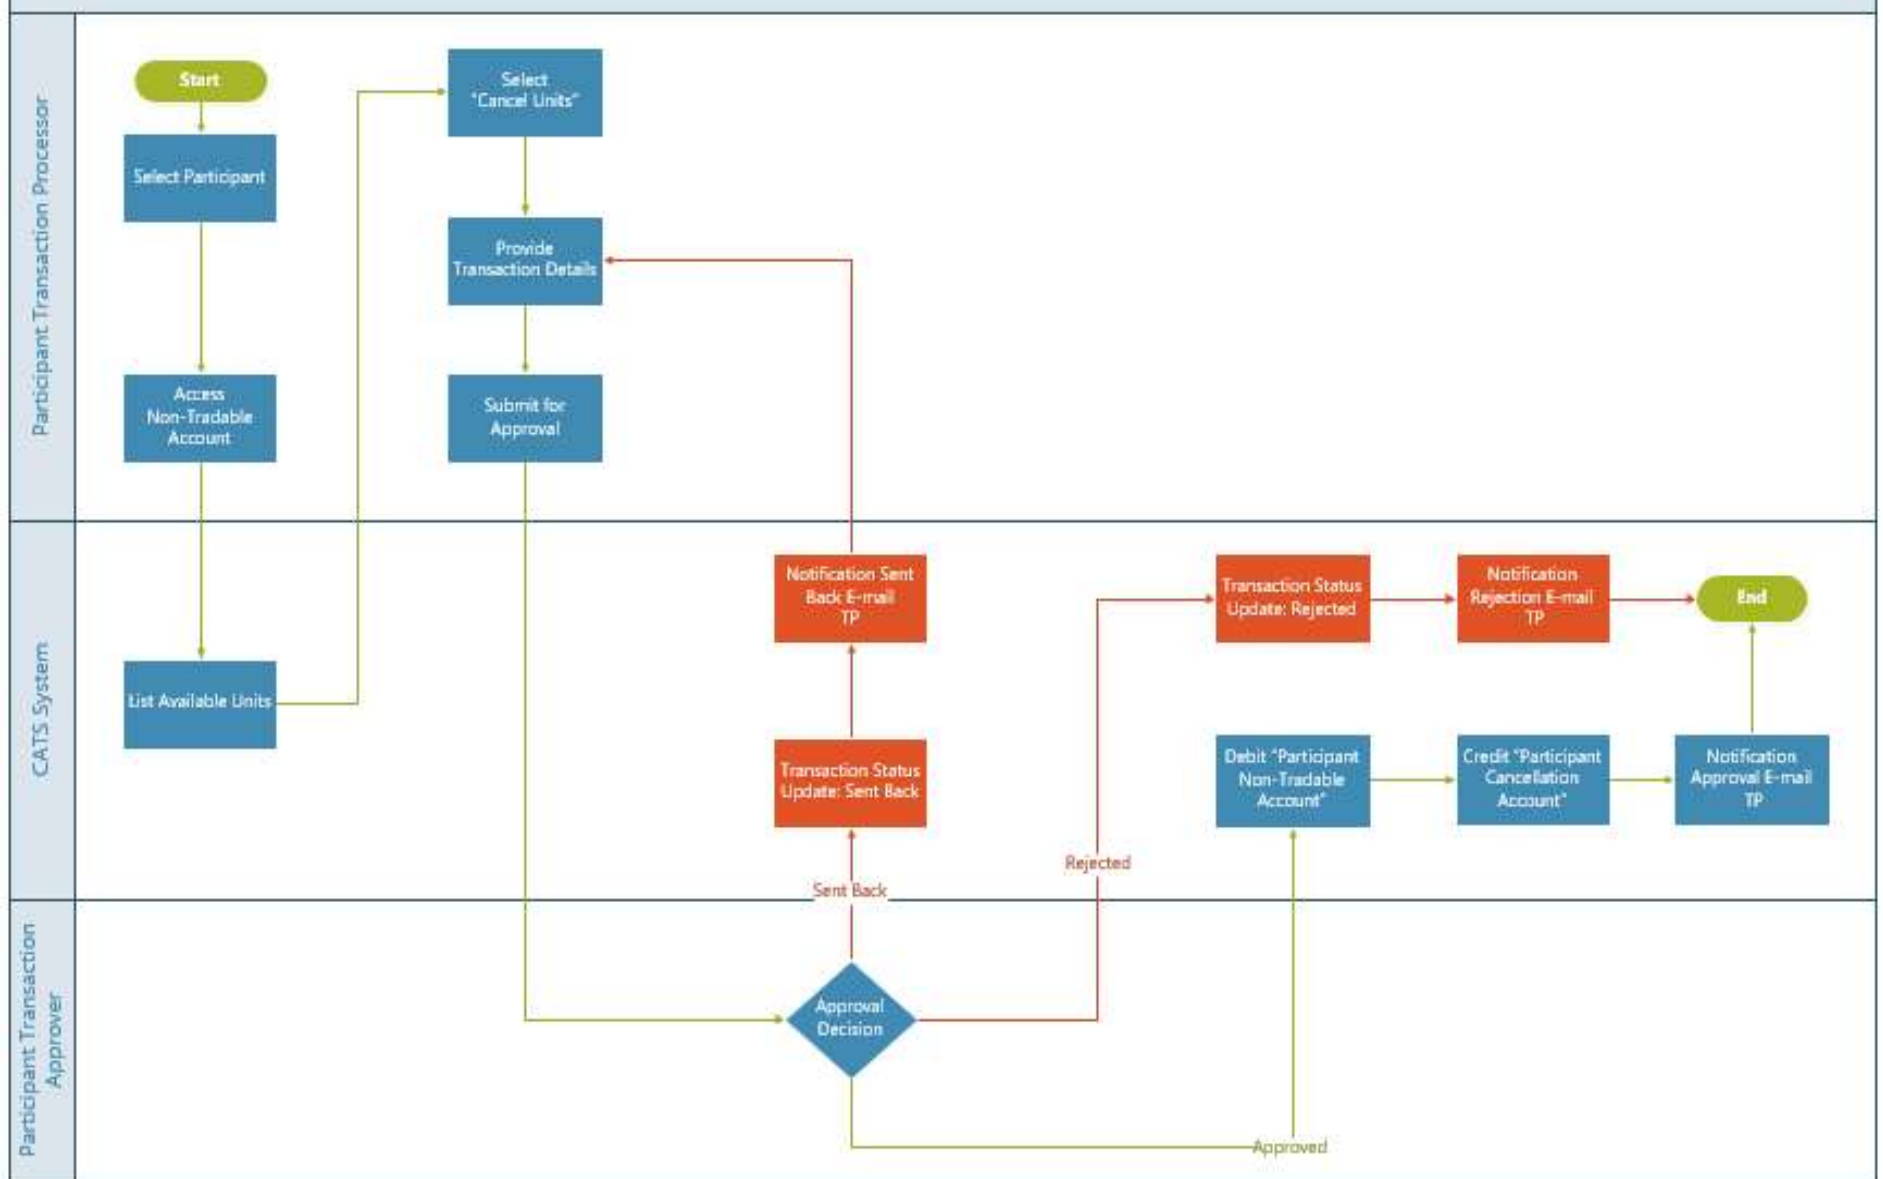 Participant Transaction Processor
Start
Select Participant
Access
Non-Tradable
Account
Select
"Cancel Units"
Provide
Transaction Details
Submit for
Approval
CATS System
List Available Units
Notification Sent
Back E-mail
TP
Transaction Status
Update: Sent Back
Sent Back
Rejected
Transaction Status
Update: Rejected
Notification
Rejection E-mail
TP
End
Debit "Participant
Non-Tradable
Account"
Credit "Participant
Cancellation
Account"
Notification
Approval E-mail
TP
Participant Transaction
Approver
Approval
Decision
Approved